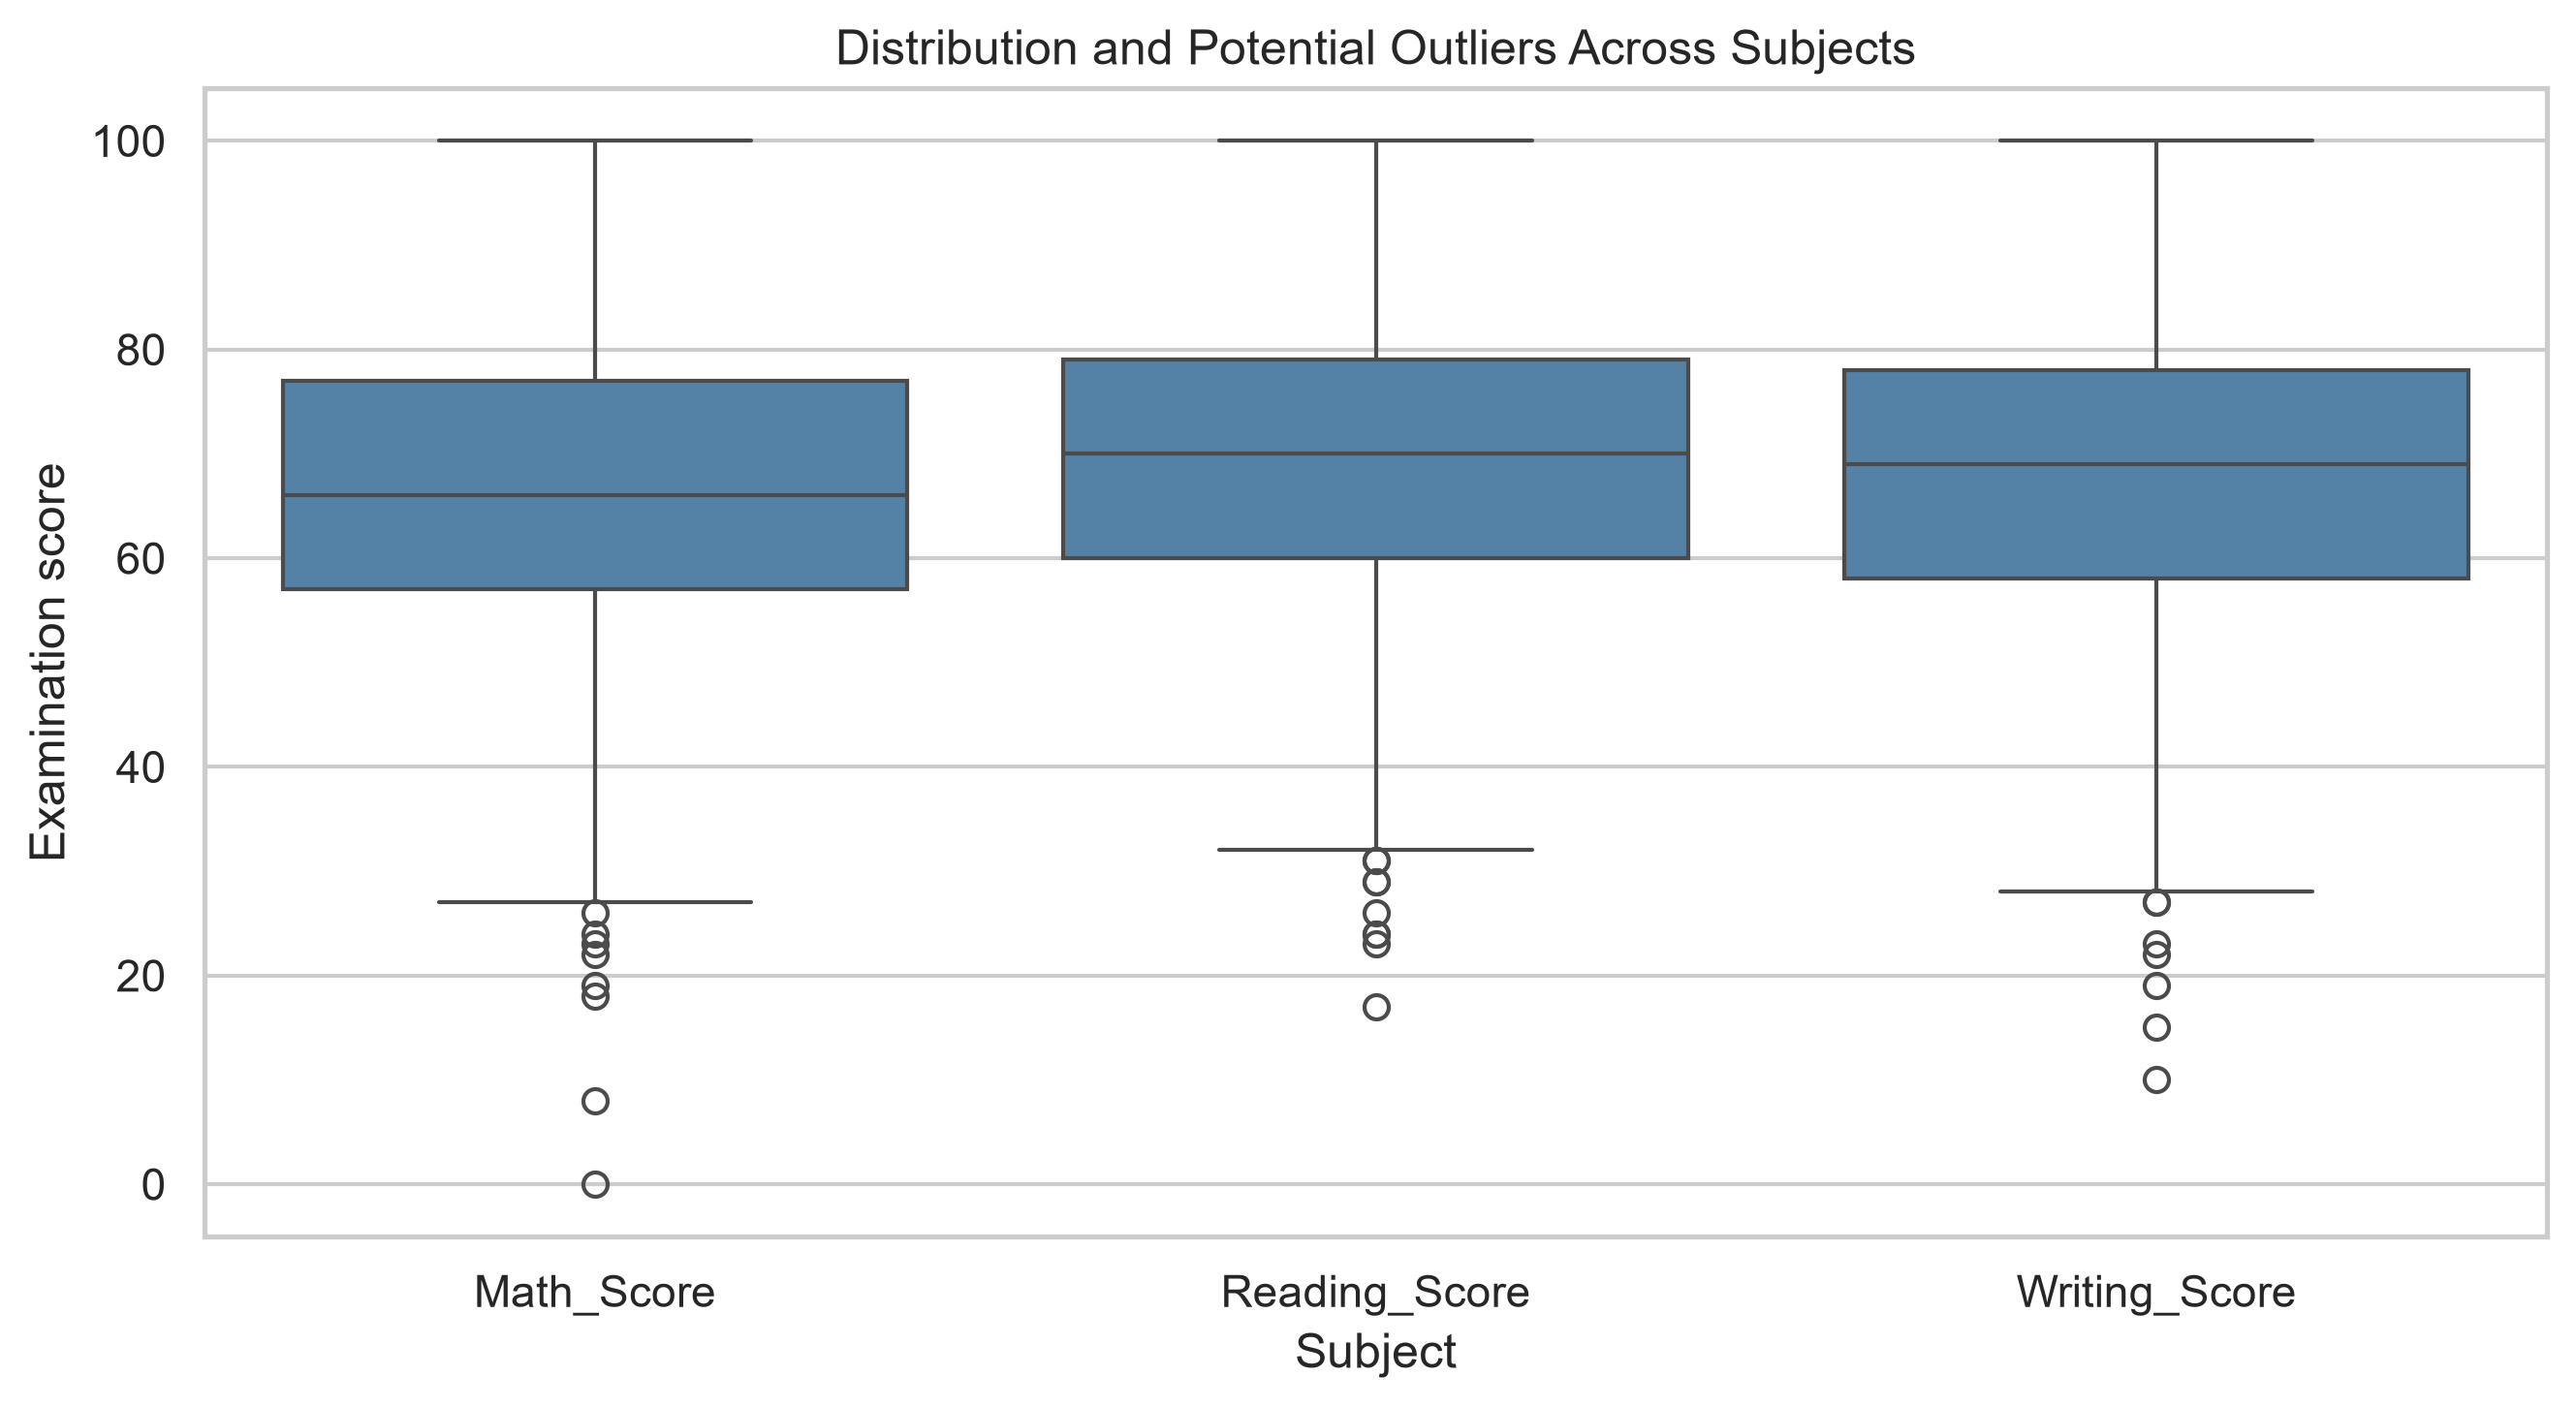 Distribution and Potential Outliers Across Subjects
Examination score
100
80
60
40
20
0
Math_Score Reading_Score Writing_Score
Subject